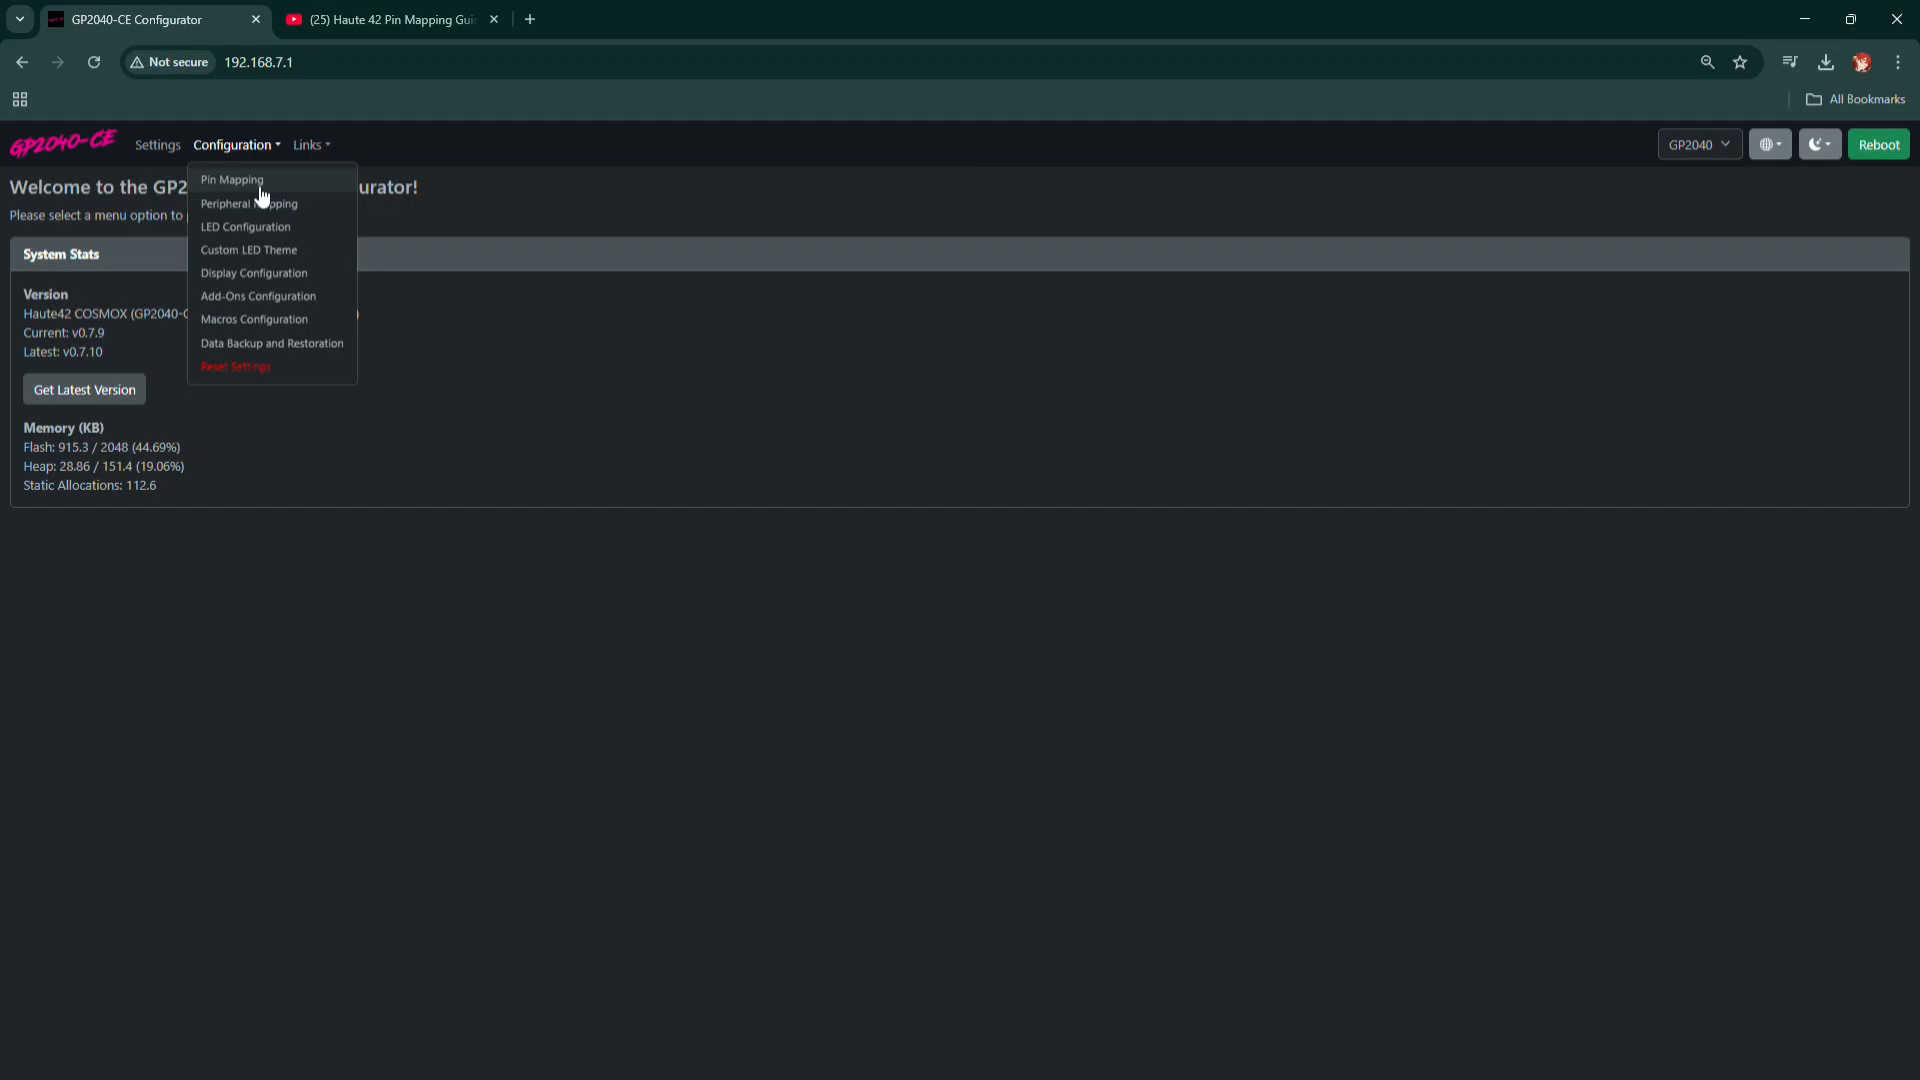 GP2040-CE Configurator
(25) Haute 42 Pin Mapping Gui
Not secure
192.168.7.1
All Bookmarks
GP2040-CE
Settings
Configuration
Links
GP2040
Reboot
Pin Mapping
Peripheral pping
LED Configuration
Custom LED Theme
Display Configuration
Add-Ons Configuration
Macros Configuration
Data Backup and Restoration
Reset Settings
Welcome to the GP2 urator!
Please select a menu option to
System Stats
Version
Haute42 COSMOX (GP2040-
Current: v0.7.9
Latest: v0.7.10
Get Latest Version
Memory (KB)
Flash: 915.3 / 2048 (44.69%)
Heap: 28.86 / 151.4 (19.06%)
Static Allocations: 112.6